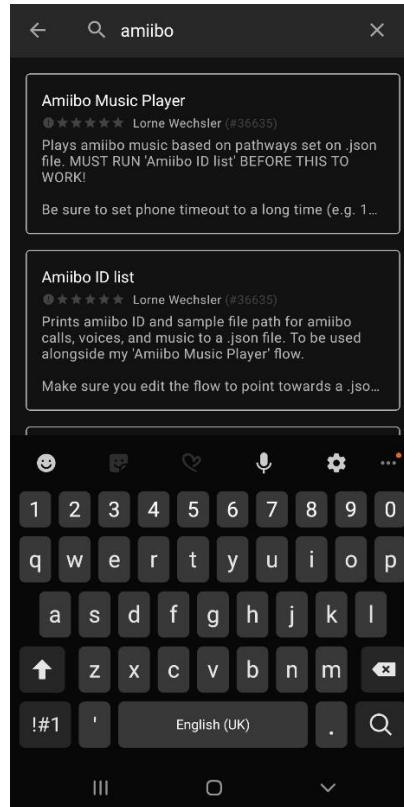 amiibo
Amiibo Music Player
Lorne Wechsler (#36635)
Plays amiibo music based on pathways set on .json
file. MUST RUN 'Amiibo ID list' BEFORE THIS TO
WORK!
Be sure to set phone timeout to a long time (e.g. 1...
Amiibo ID list
Lorne Wechsler (#36635)
Prints amiibo ID and sample file path for amiibo
calls, voices, and music to a .json file. To be used
alongside my 'Amiibo Music Player' flow.
Make sure you edit the flow to point towards a .jso...
1 2 3 4 5 6 7 8 9 0
q w e r t y u i o p
a s d f g h j k l
z x c v b n m
!#1 ' English (UK) .